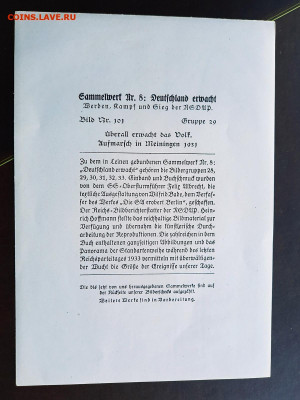 COINS.LAVE.RU
Sammelwerk Nr. 8: Deutschland erwacht
Werden, Kampf und Sieg der NSDAP.
Bild Nr. 103 Gruppe 29
Überall erwacht das Volk.
Aufmarsch in Meiningen 1931
Zu dem in Leinen gebundenen Sammelwerk Nr. 8:
„Deutschland erwacht“ gehören die Bildergruppen 28,
29, 30, 31, 32, 33. Einband und Buchschmuck wurden
von dem SS-Obersturmführer Felix Albrecht, die
textlichen Ausgestaltung von Wilfrid Bade, dem Verfas-
ser des Werkes „Die SA erobert Berlin“, geschaffen.
Der Reichs-Bildberichterstatter der NSDAP. Hein-
rich Hoffmann stellte das reichhaltige Bildmaterial zur
Verfügung und übernahm die künstlerische Durch-
arbeitung der Reproduktionen. Die zahlreichen in dem
Buch enthaltenen ganzseitigen Abbildungen und das
Panorama der Standartenweihe während des letzten
Reichsparteitages 1933 vermitteln mit überwältigen-
der Wucht die Größe der Ereignisse unserer Tage.
Die bis jetzt von uns herausgegebenen Sammelwerke sind auf
der Rückseite unserer Bilderschecks aufgezählt.
Weitere Werke sind in Vorbereitung.